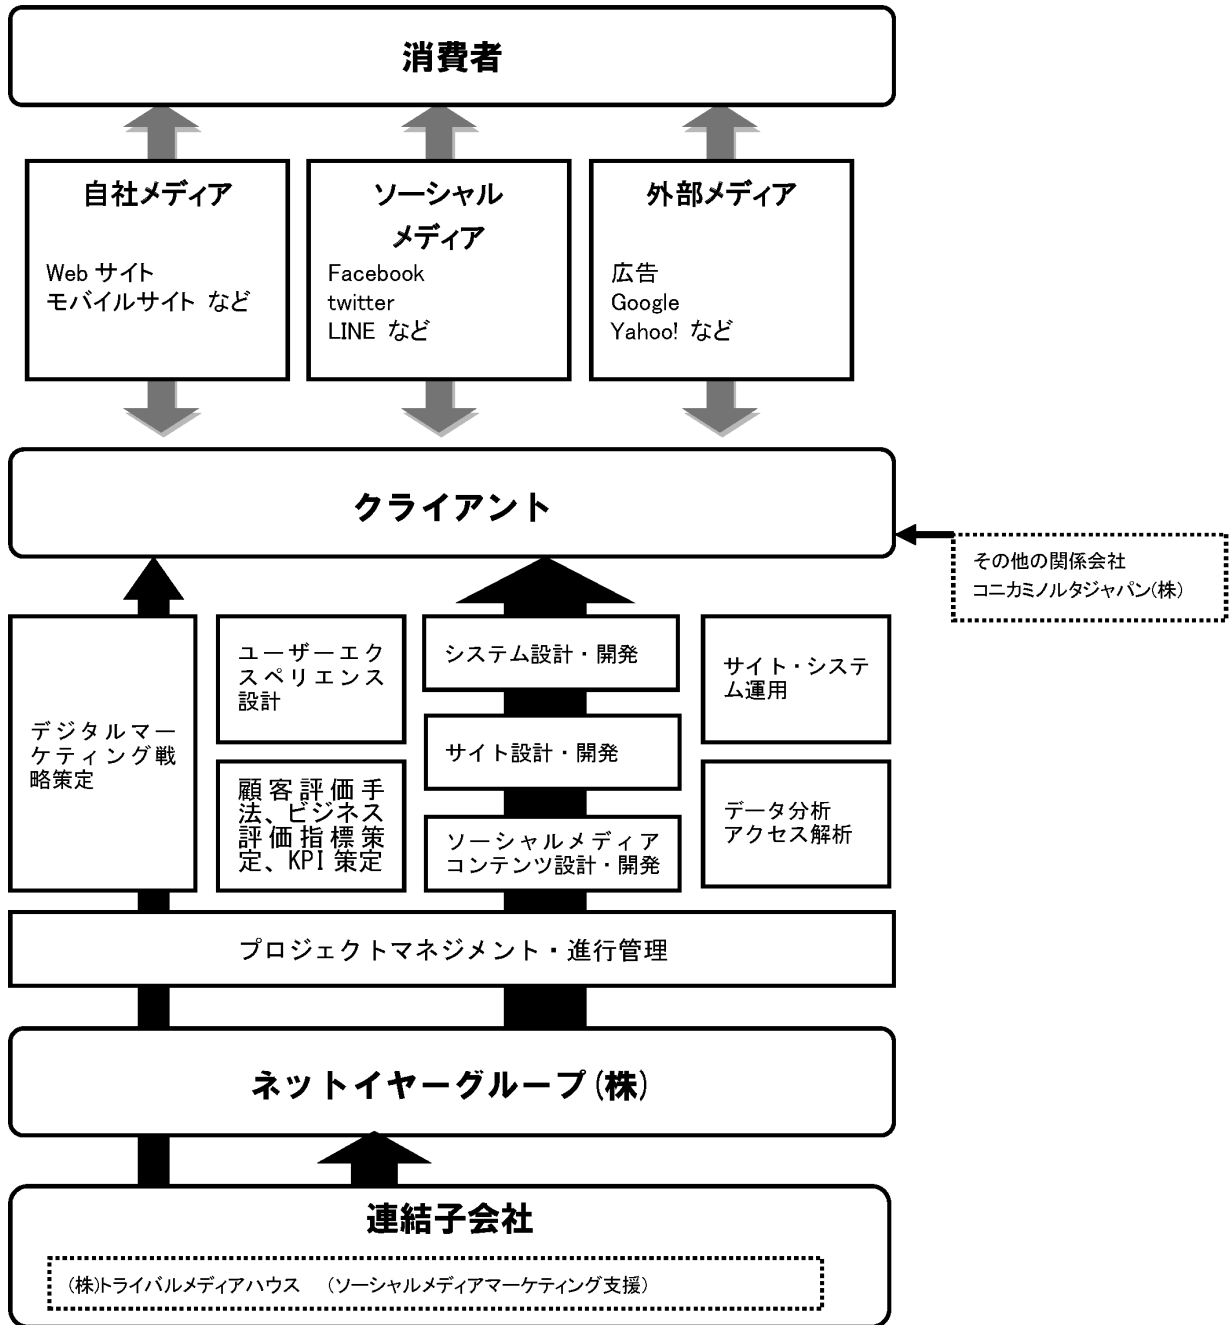 消費者
自社メディア
Web サイト
モバイルサイト など
ソーシャル
メディア
Facebook
twitter
LINE など
外部メディア
広告
Google
Yahoo! など
クライアント
その他の関係会社
コニカミノルタジャパン(株)
デジタルマー
ケティング戦
略策定
ユーザーエク
スペリエンス
設計
顧客評価手
法、ビジネス
評価指標策
定、KPI 策定
システム設計・開発
サイト設計・開発
ソーシャルメディア
コンテンツ設計・開発
サイト・システ
ム運用
データ分析
アクセス解析
プロジェクトマネジメント・進行管理
ネットイヤーグループ(株)
連結子会社
(株)トライバルメディアハウス （ソーシャルメディアマーケティング支援）